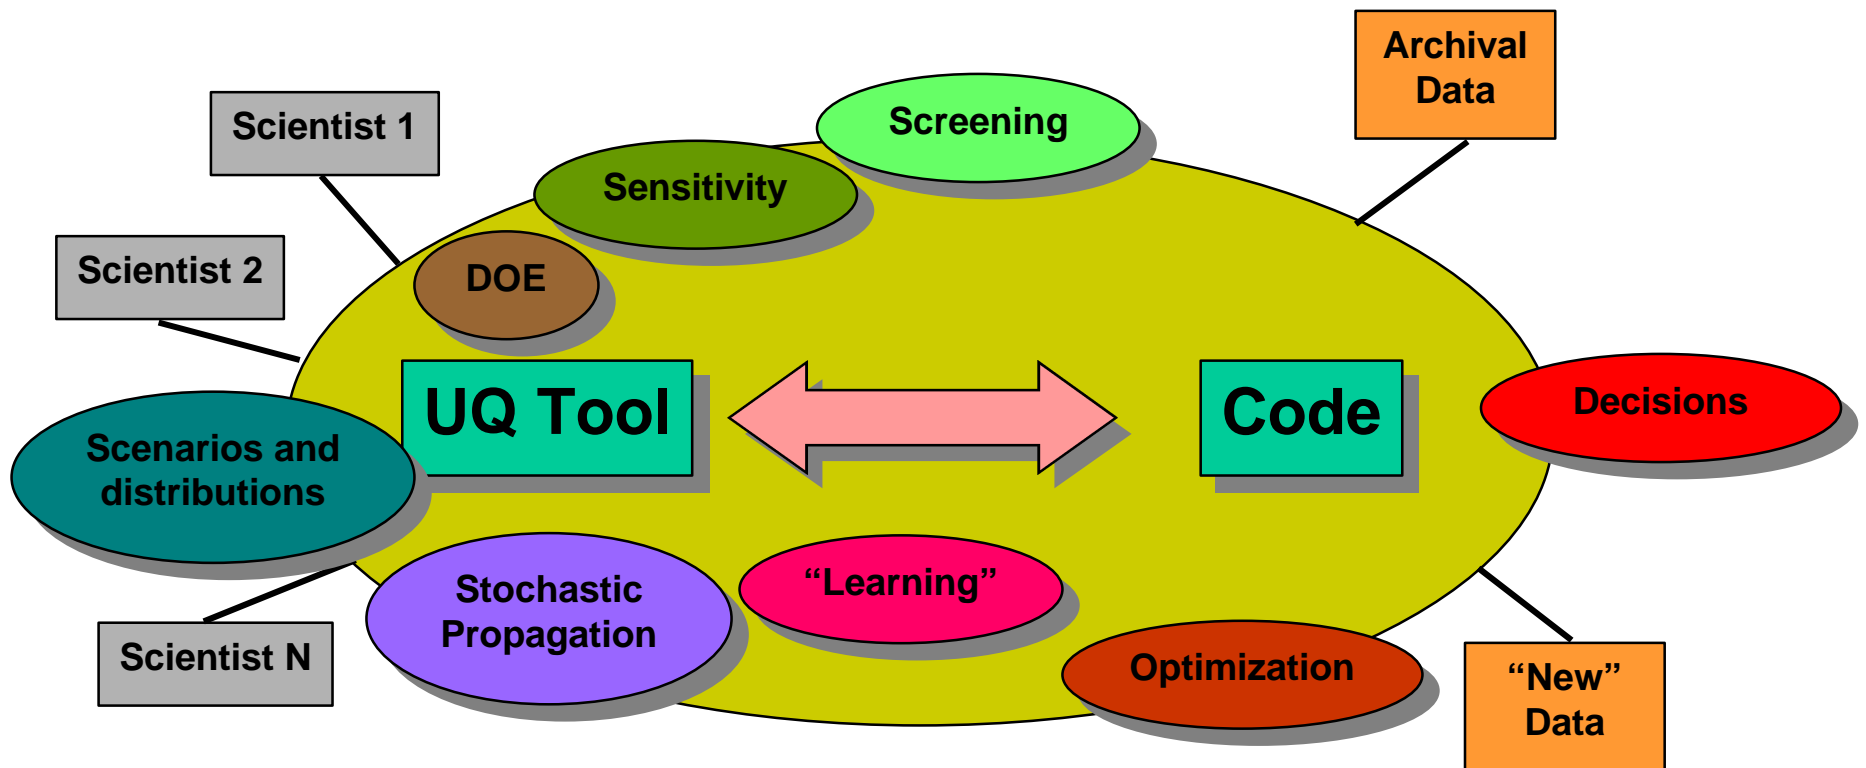 Archival
Data
Screening
Scientist 1
Sensitivity
Scientist 2
DOE
UQ Tool
Code
Decisions
Scenarios and
distributions
Stochastic
Propagation
“Learning”
Scientist N
Optimization
“New”
Data